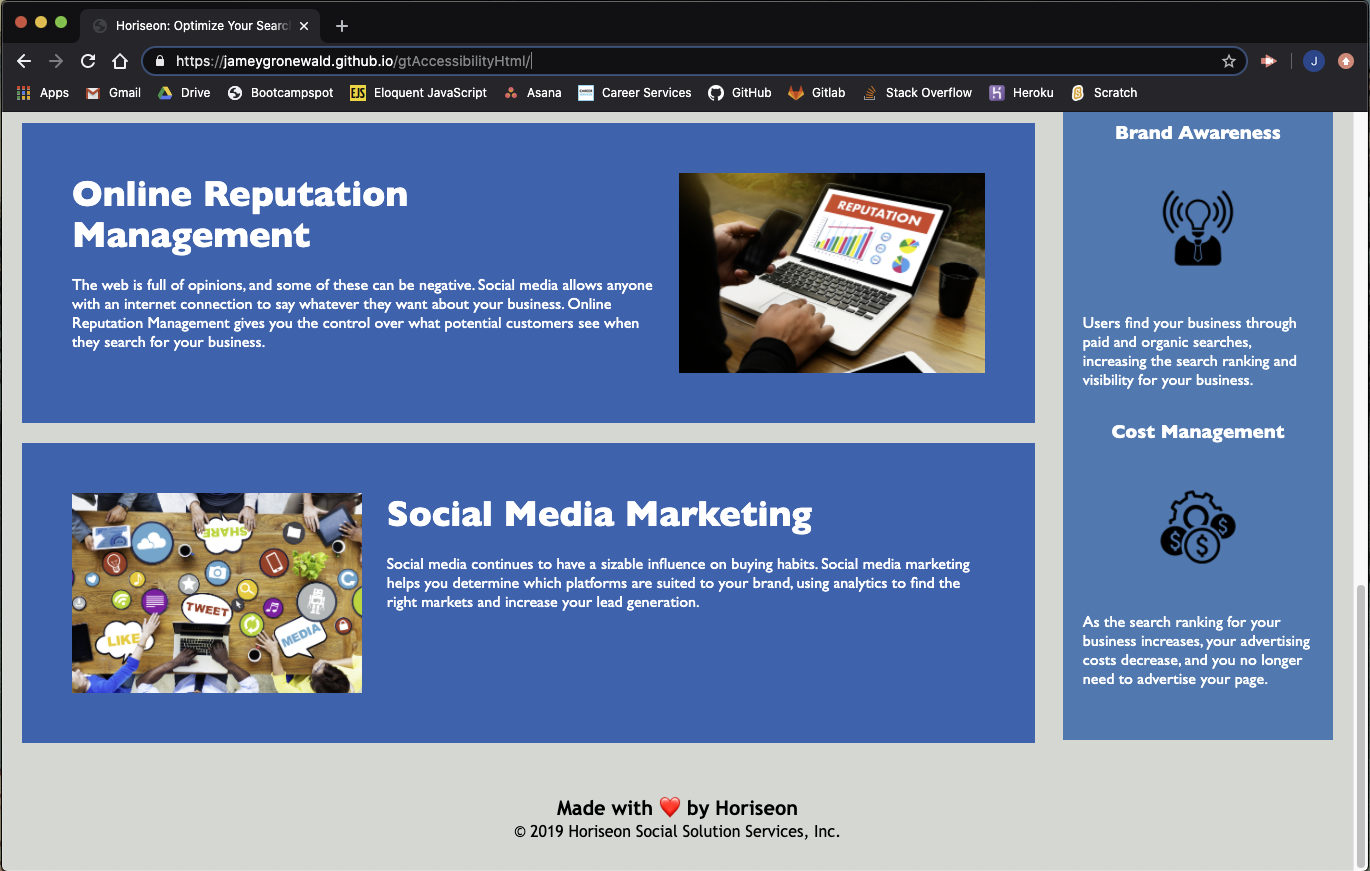 Horiseon: Optimize Your Searc
https://jameygronewald.github.io/gtAccessibilityHtml/
J
Apps
Gmail
Drive
Bootcampspot
EJS
Eloquent JavaScript
Asana
Career Services
GitHub
Gitlab
Stack Overflow
Heroku
Scratch
Online Reputation
Management
The web is full of opinions, and some of these can be negative. Social media allows anyone
with an internet connection to say whatever they want about your business. Online
Reputation Management gives you the control over what potential customers see when
they search for your business.
REPUTATION
Social Media Marketing
Social media continues to have a sizable influence on buying habits. Social media marketing
helps you determine which platforms are suited to your brand, using analytics to find the
right markets and increase your lead generation.
SHARE
TWEET
LIKE
MEDIA
Brand Awareness
Users find your business through
paid and organic searches,
increasing the search ranking and
visibility for your business.
Cost Management
$
$
$
As the search ranking for your
business increases, your advertising
costs decrease, and you no longer
need to advertise your page.
Made with ❤️ by Horiseon
© 2019 Horiseon Social Solution Services, Inc.